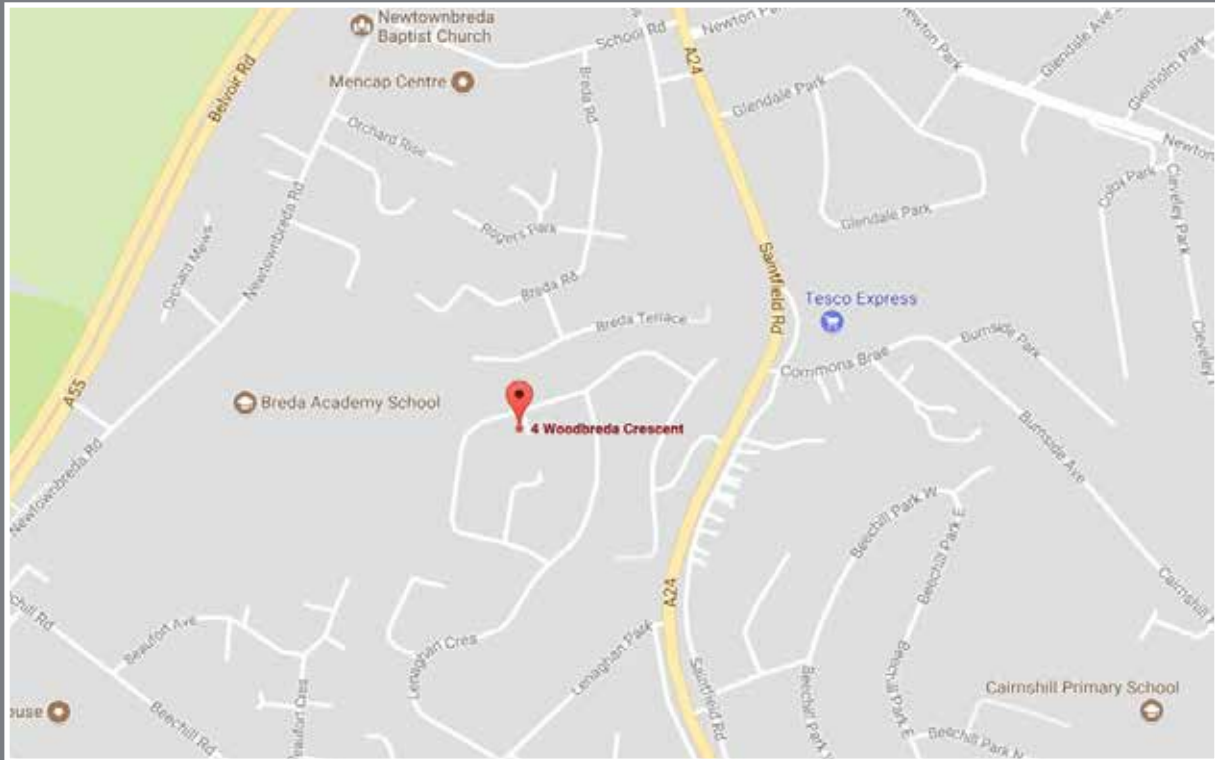 Newtownbreda
Baptist Church
School Rd
A24
Belvoir Rd
Mencap Centre
Breda Rd
Glendale Park
Newton Park
Glendale Ave
Glenholm Park
Orchard Rise
Newton
Colby Park
Cleveley Park
Glendale Park
Newtownbreda Rd
Orchard Mews
Rogers Park
Saintfield Rd
Breda Rd
Tesco Express
Breda Terrace
Burnside Park
Commons Brae
A55
Breda Academy School
4 Woodbreda Crescent
Burnside Ave
Newtownbreda Rd
Beechill Park W
Beechill Park E
A24
Beaufort Ave
Lenaghan Cres
Lenaghan Park
Cairnshill
Beechill Park E
Cairnshill Primary School
Saintfield Rd
Beechill Rd
Beechill Park N